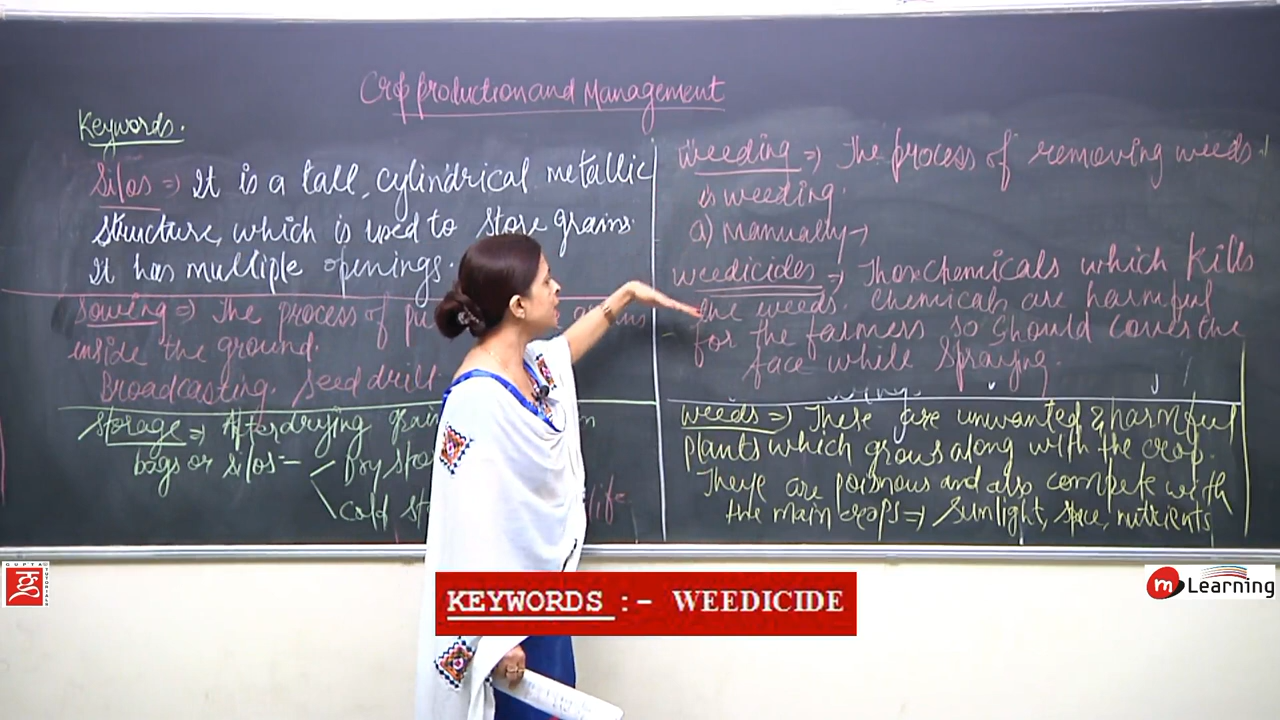 Crop production and Management
Keywords.
Silos => It is a tall, cylindrical metallic
structure, which is used to store grains.
It has multiple openings.
Sowing => The process of
inside the ground.
Broadcasting. Seed drill
Storage => After drying
bags or silos -
Dry
cold
life
Weeding => The process of removing weeds
is weeding.
a) Manually →
Weedicides => Those chemicals which kills
the weeds. Chemicals are harmful
for the farmess so should cover the
face while spraying.
Weeds => These are unwanted & harmful
plants which grows along with the crop.
These are poisnous and also compete with
the main crops => Sunlight, space, nutrients
KEYWORDS :- WEEDICIDE
GUPTA
TUTORIALS
m Learning